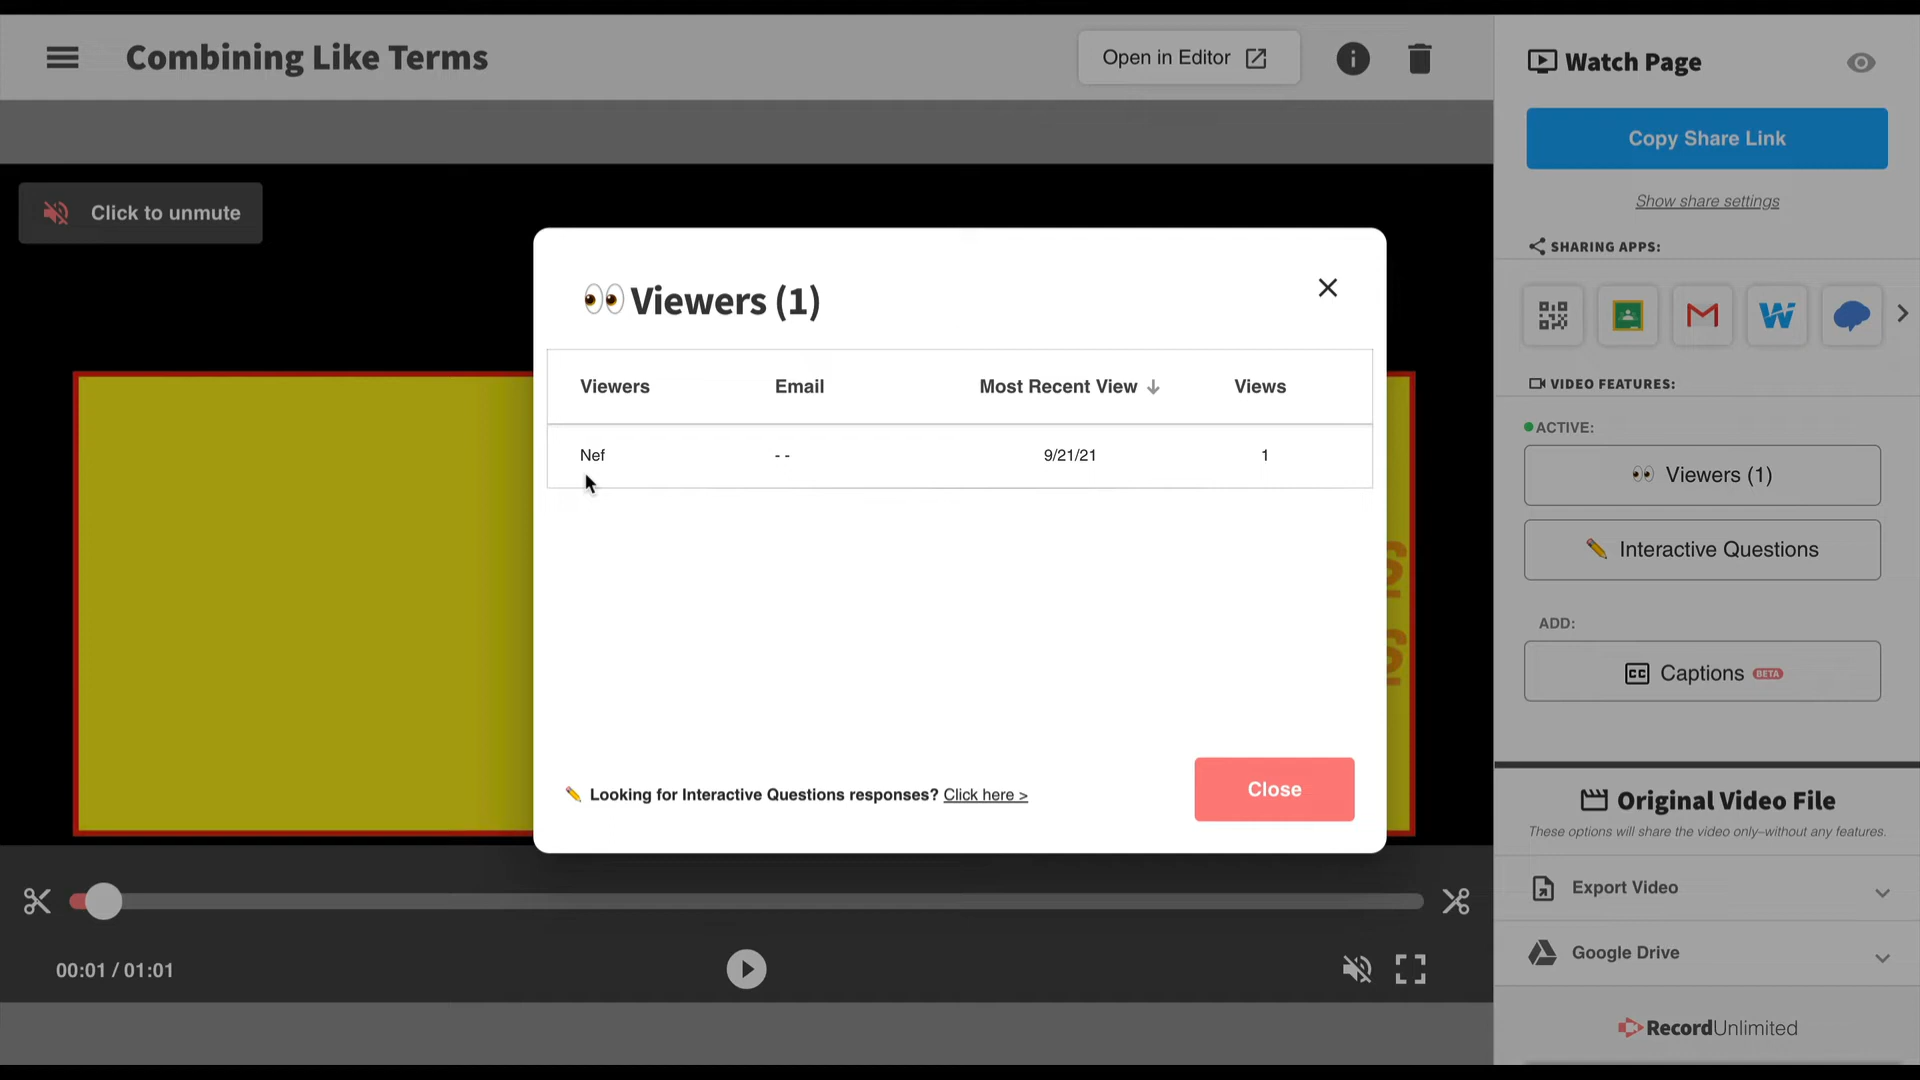 Combining Like Terms
Open in Editor
Click to unmute
Viewers (1)
Viewers Email Most Recent View Views
Nef - - 9/21/21 1
Looking for Interactive Questions responses? Click here >
Close
00:01 / 01:01
Watch Page
Copy Share Link
Show share settings
SHARING APPS:
VIDEO FEATURES:
ACTIVE:
Viewers (1)
Interactive Questions
ADD:
CC Captions BETA
Original Video File
These options will share the video only–without any features.
Export Video
Google Drive
RecordUnlimited